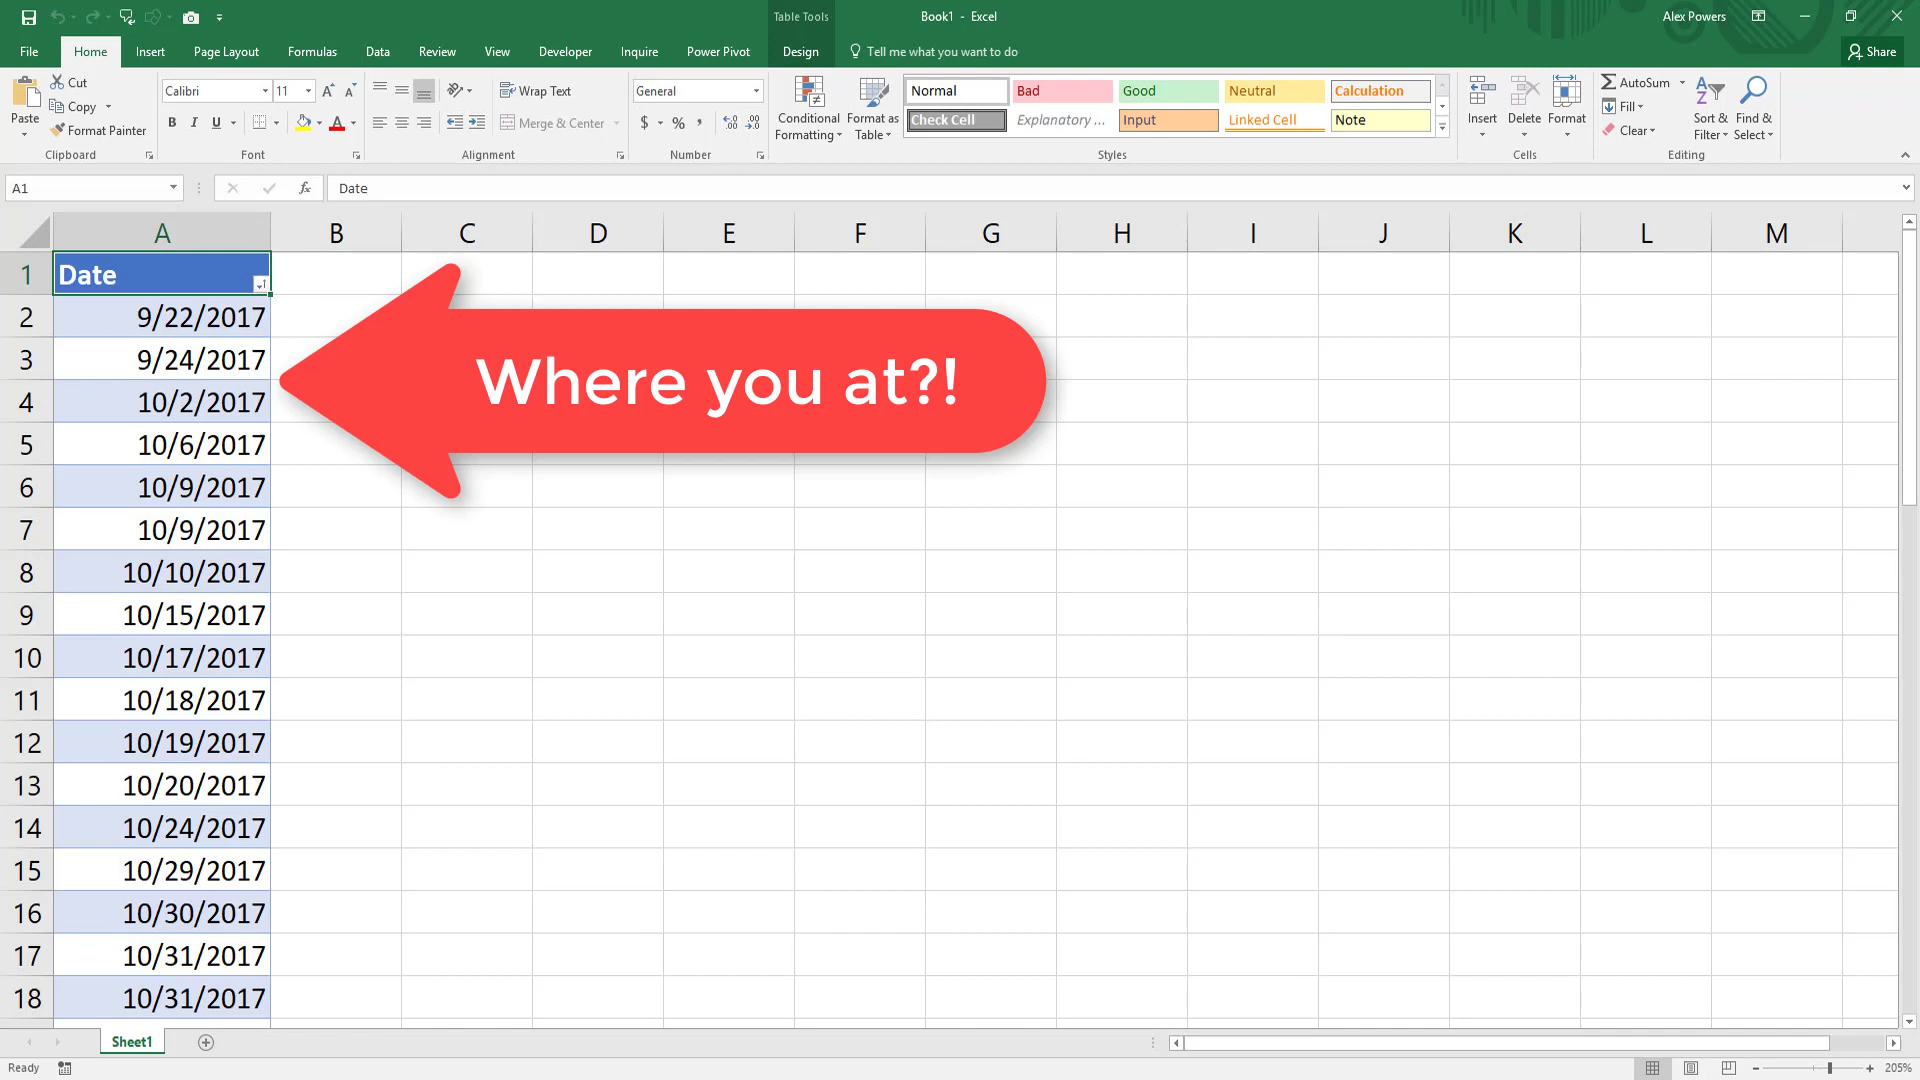 Table Tools
Book1 - Excel
Alex Powers
File Home Insert Page Layout Formulas Data Review View Developer Inquire Power Pivot Design Tell me what you want to do Share
Paste
Cut
Copy
Format Painter
Clipboard
Calibri 11
B I U
A A
A
Font
Wrap Text
Merge & Center
Alignment
General
$ % ,
Number
Conditional Formatting
Format as Table
Normal Bad Good Neutral Calculation
Check Cell Explanatory ... Input Linked Cell Note
Styles
Insert Delete Format
Cells
AutoSum
Fill
Clear
Sort & Filter
Find & Select
Editing
A1 fx Date
A B C D E F G H I J K L M
1 Date
2 9/22/2017
3 9/24/2017
Where you at?!
4 10/2/2017
5 10/6/2017
6 10/9/2017
7 10/9/2017
8 10/10/2017
9 10/15/2017
10 10/17/2017
11 10/18/2017
12 10/19/2017
13 10/20/2017
14 10/24/2017
15 10/29/2017
16 10/30/2017
17 10/31/2017
18 10/31/2017
Sheet1
Ready
205%